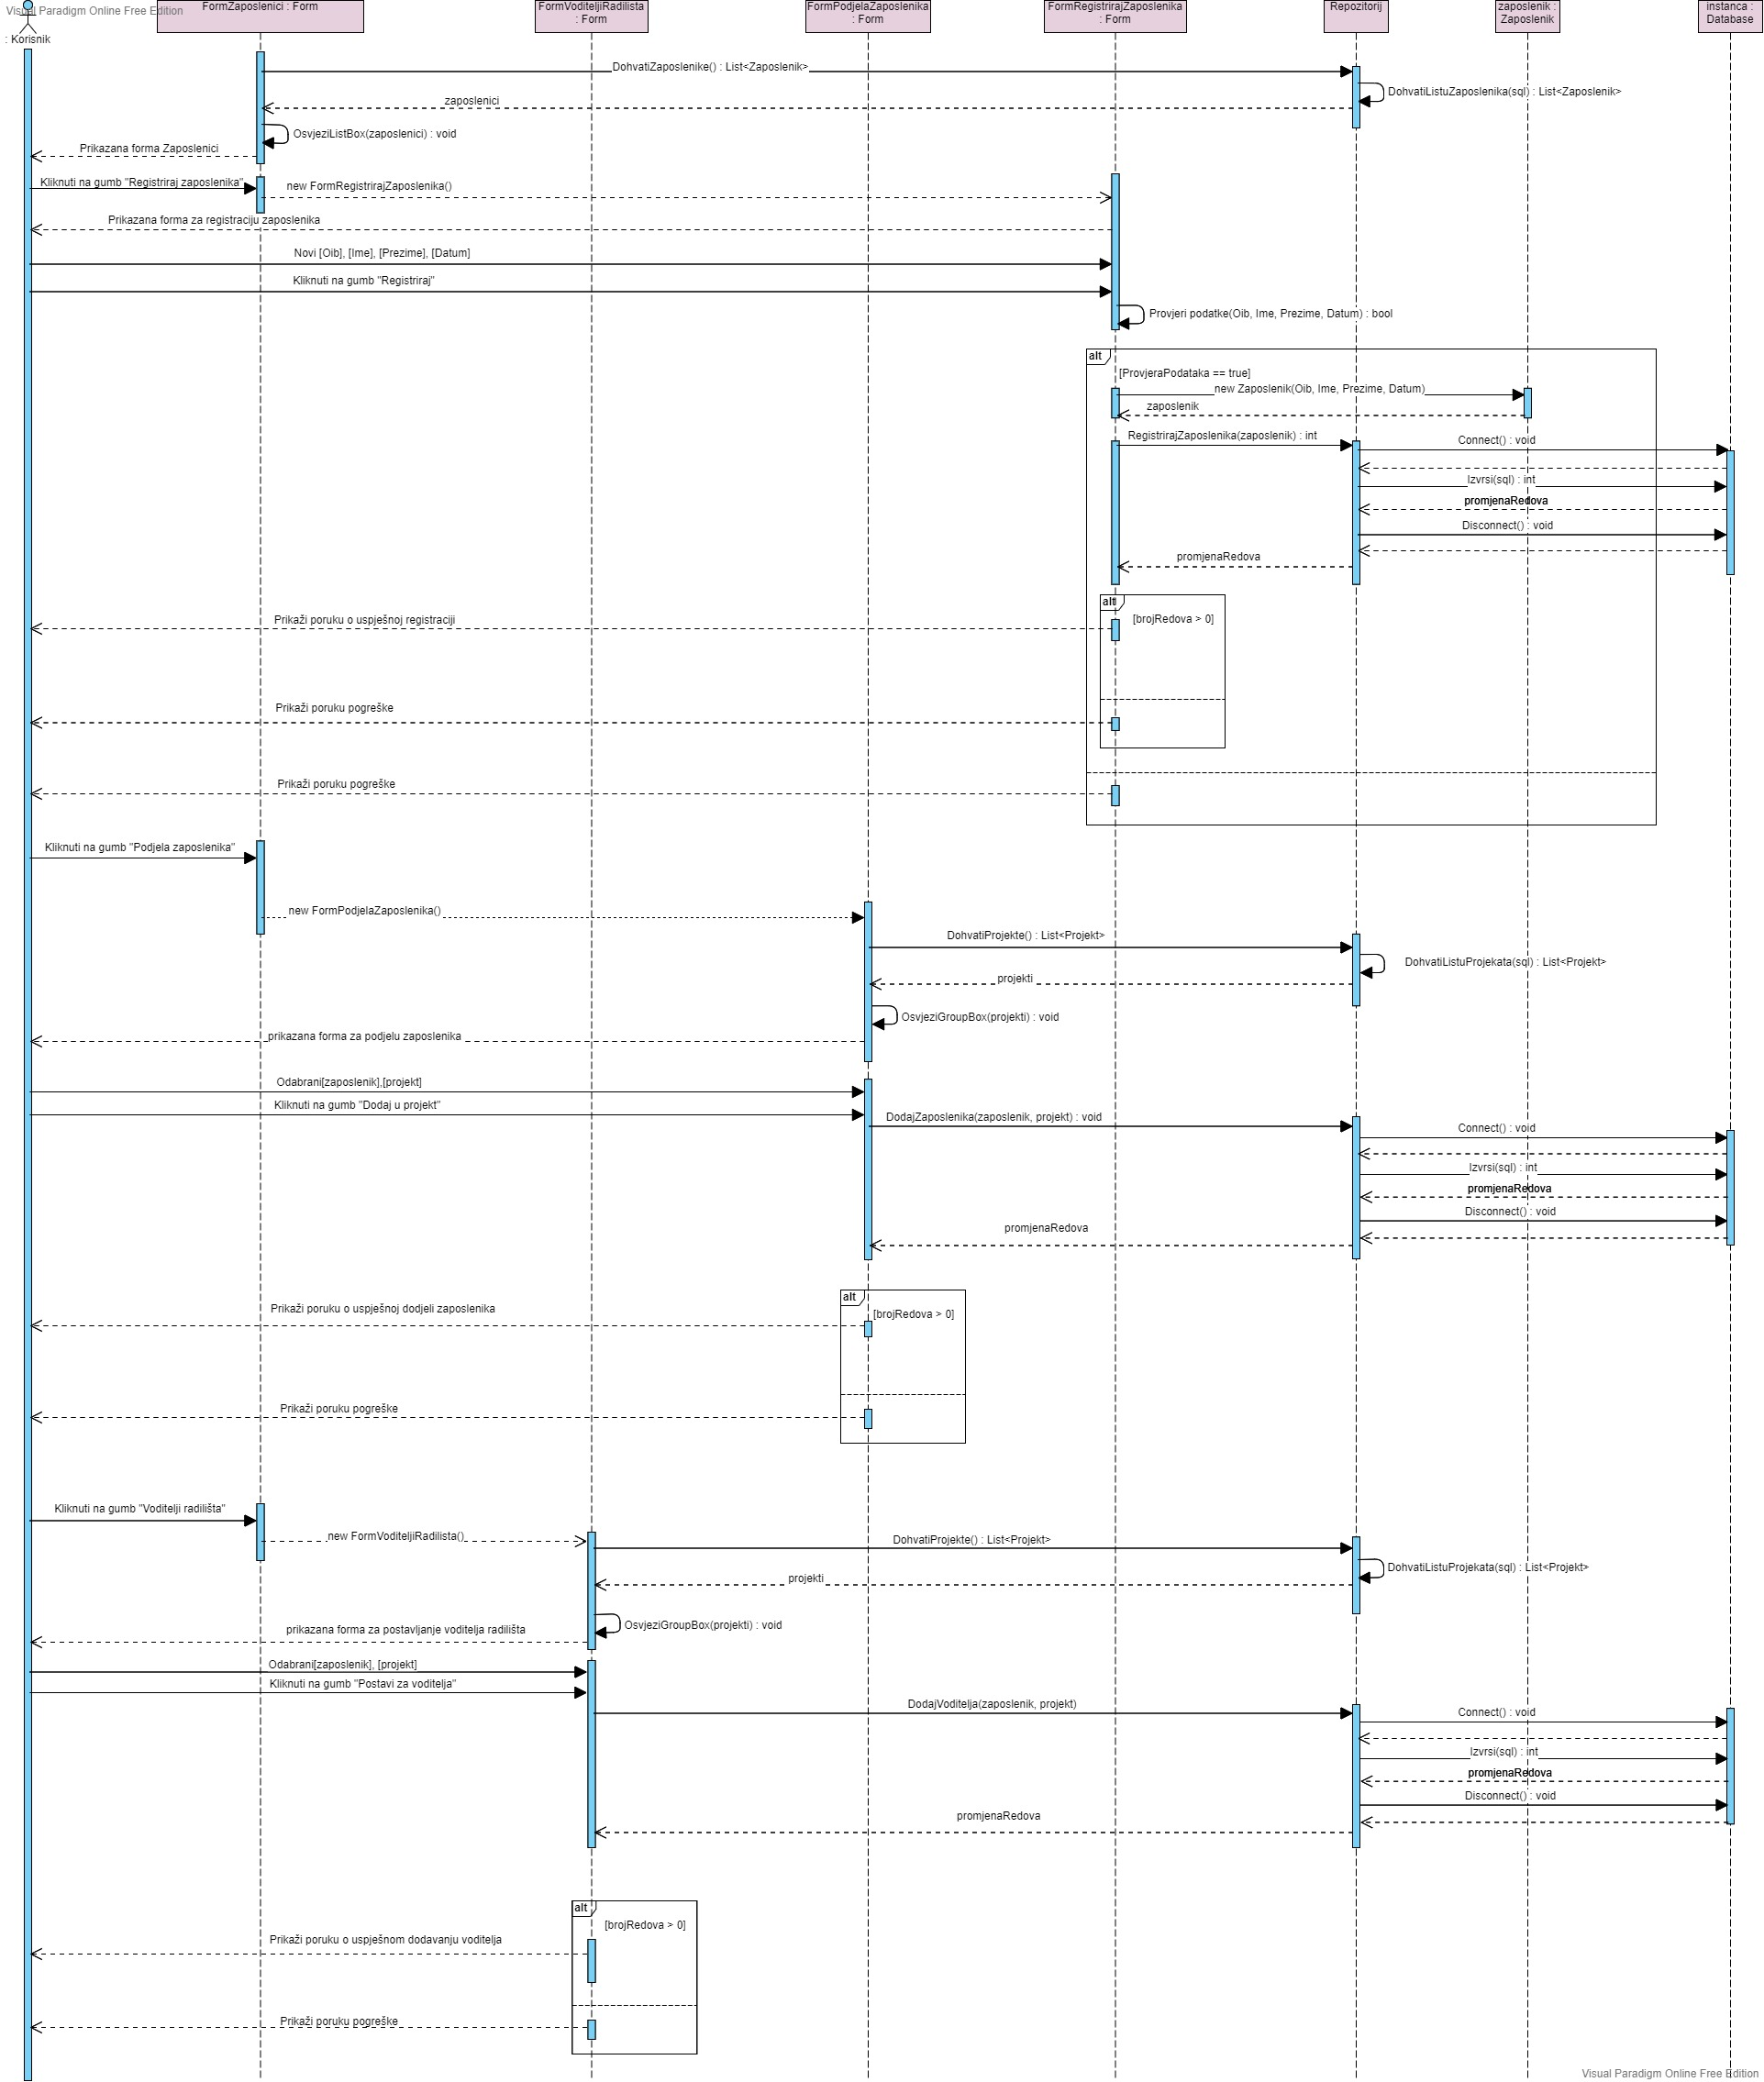 Visual Paradigm Online Free Edition
: Korisnik
FormZaposlenici : Form
FormVoditeljiRadilista
: Form
FormPodjelaZaposlenika
: Form
FormRegistrirajZaposlenika
: Form
Repozitorij
zaposlenik :
Zaposlenik
instanca :
Database
DohvatiZaposlenike() : List<Zaposlenik>
DohvatiListuZaposlenika(sql) : List<Zaposlenik>
zaposlenici
OsvjeziListBox(zaposlenici) : void
Prikazana forma Zaposlenici
Kliknuti na gumb "Registriraj zaposlenika"
new FormRegistrirajZaposlenika()
Prikazana forma za registraciju zaposlenika
Novi [Oib], [Ime], [Prezime], [Datum]
Kliknuti na gumb "Registriraj"
Provjeri podatke(Oib, Ime, Prezime, Datum) : bool
alt
[ProvjeraPodataka == true]
new Zaposlenik(Oib, Ime, Prezime, Datum)
zaposlenik
RegistrirajZaposlenika(zaposlenik) : int
Connect() : void
Izvrsi(sql) : int
promjenaRedova
Disconnect() : void
promjenaRedova
alt
[brojRedova > 0]
Prikaži poruku o uspješnoj registraciji
Prikaži poruku pogreške
Prikaži poruku pogreške
Kliknuti na gumb "Podjela zaposlenika"
new FormPodjelaZaposlenika()
DohvatiProjekte() : List<Projekt>
DohvatiListuProjekata(sql) : List<Projekt>
projekti
OsvjeziGroupBox(projekti) : void
prikazana forma za podjelu zaposlenika
Odabrani[zaposlenik],[projekt]
Kliknuti na gumb "Dodaj u projekt"
DodajZaposlenika(zaposlenik, projekt) : void
Connect() : void
Izvrsi(sql) : int
promjenaRedova
Disconnect() : void
promjenaRedova
alt
[brojRedova > 0]
Prikaži poruku o uspješnoj dodjeli zaposlenika
Prikaži poruku pogreške
Kliknuti na gumb "Voditelji radilišta"
new FormVoditeljiRadilista()
DohvatiProjekte() : List<Projekt>
DohvatiListuProjekata(sql) : List<Projekt>
projekti
OsvjeziGroupBox(projekti) : void
prikazana forma za postavljanje voditelja radilišta
Odabrani[zaposlenik], [projekt]
Kliknuti na gumb "Postavi za voditelja"
DodajVoditelja(zaposlenik, projekt)
Connect() : void
Izvrsi(sql) : int
promjenaRedova
Disconnect() : void
promjenaRedova
alt
[brojRedova > 0]
Prikaži poruku o uspješnom dodavanju voditelja
Prikaži poruku pogreške
Visual Paradigm Online Free Edition